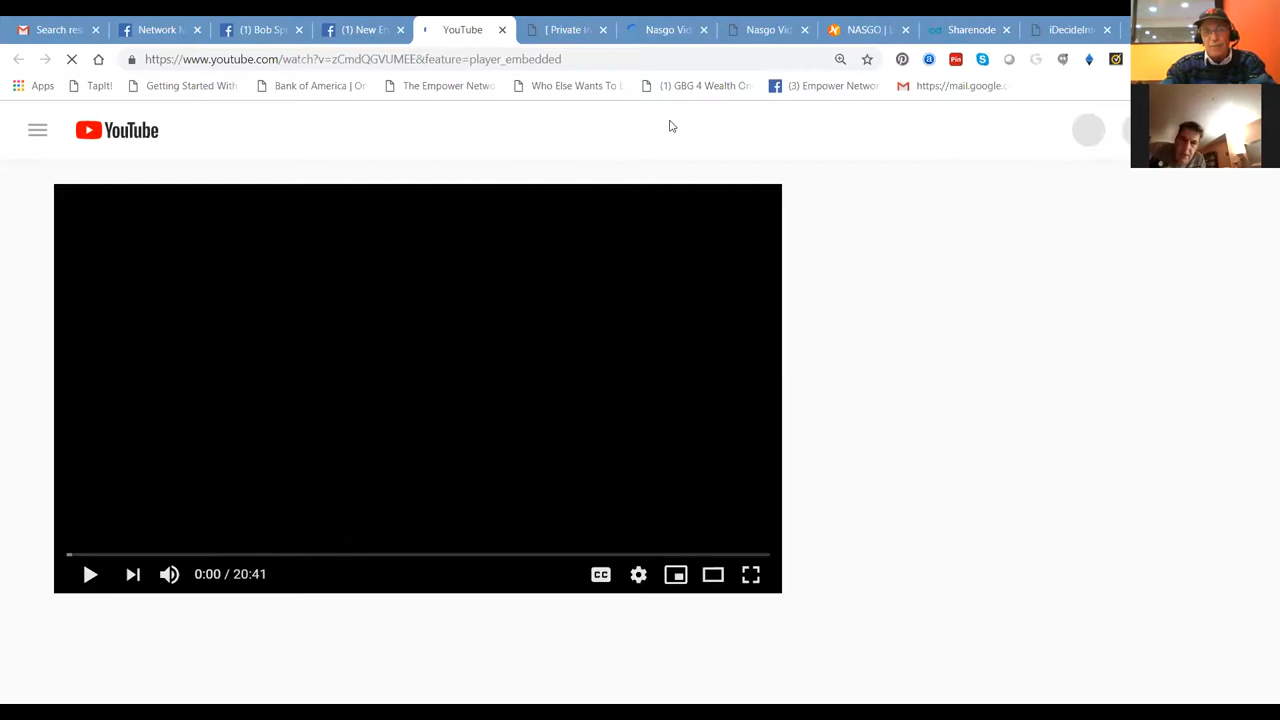 Search res
Network M
(1) Bob Sp
(1) New Em
YouTube
[ Private In
Nasgo Vid
Nasgo Vid
NASGO | b
Sharenode
iDecideInt
https://www.youtube.com/watch?v=zCmdQGVUMEE&feature=player_embedded
Apps
TapIt!
Getting Started With
Bank of America | On
The Empower Netwo
Who Else Wants To L
(1) GBG 4 Wealth On
(3) Empower Networ
https://mail.google.c
YouTube
0:00 / 20:41
CC